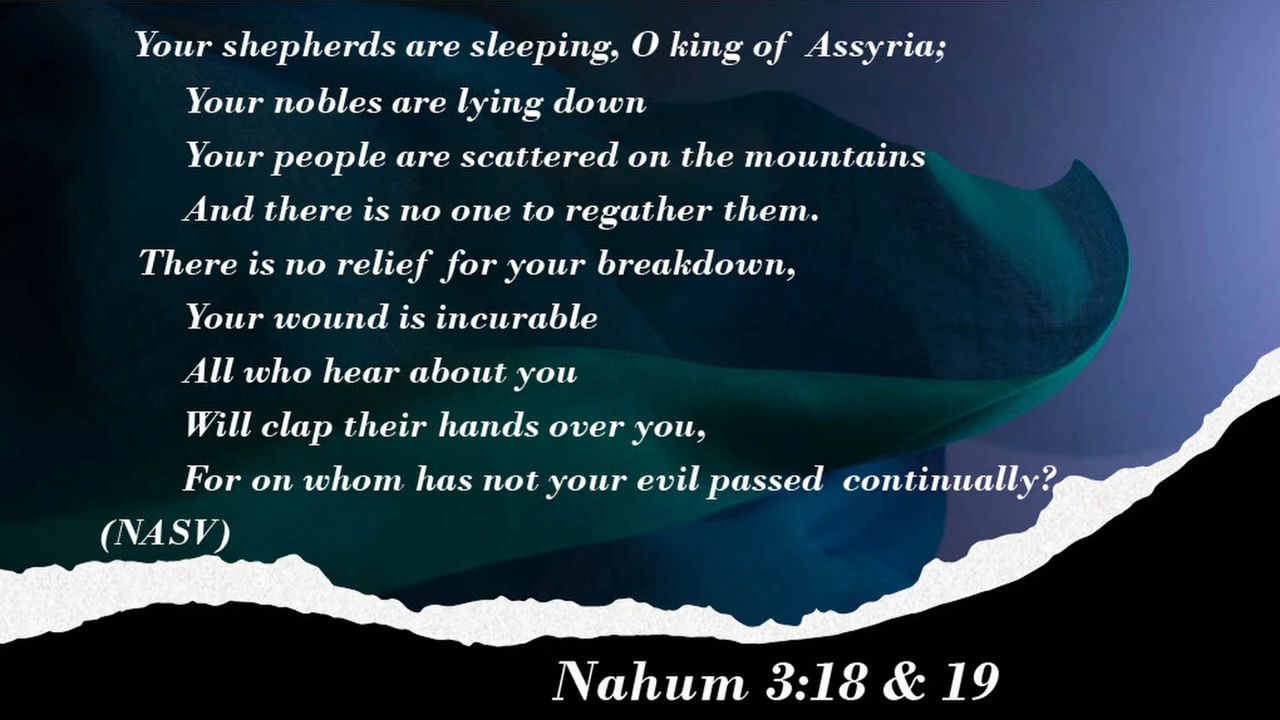 Your shepherds are sleeping, O king of Assyria;
Your nobles are lying down
Your people are scattered on the mountains
And there is no one to regather them.
There is no relief for your breakdown,
Your wound is incurable
All who hear about you
Will clap their hands over you,
For on whom has not your evil passed continually?
(NASV)
Nahum 3:18 & 19